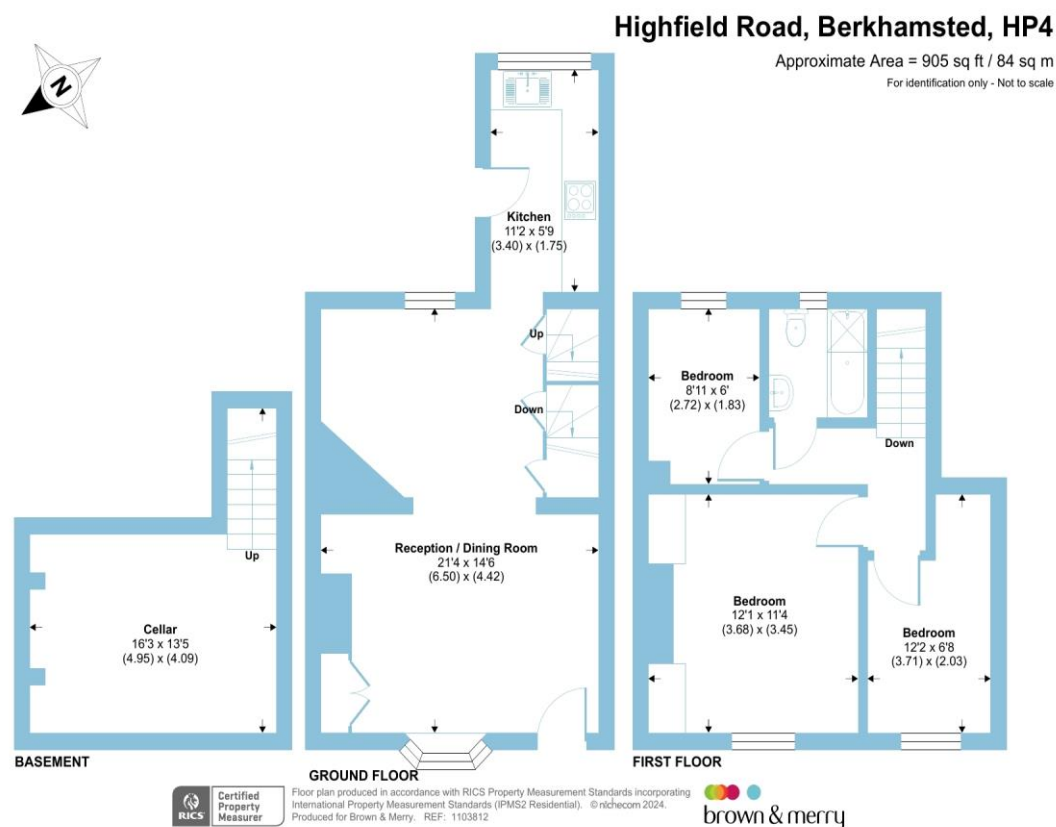 Highfield Road, Berkhamsted, HP4
Approximate Area = 905 sq ft / 84 sq m
For identification only - Not to scale
N
Kitchen
11'2 x 5'9
(3.40) x (1.75)
Up
Down
Reception / Dining Room
21'4 x 14'6
(6.50) x (4.42)
Up
Cellar
16'3 x 13'5
(4.95) x (4.09)
Bedroom
8'11 x 6'
(2.72) x (1.83)
Down
Bedroom
12'1 x 11'4
(3.68) x (3.45)
Bedroom
12'2 x 6'8
(3.71) x (2.03)
BASEMENT
GROUND FLOOR
FIRST FLOOR
RICS
Certified
Property
Measurer
Floor plan produced in accordance with RICS Property Measurement Standards incorporating
International Property Measurement Standards (IPMS2 Residential). © nichecom 2024.
Produced for Brown & Merry. REF: 1103812
brown & merry